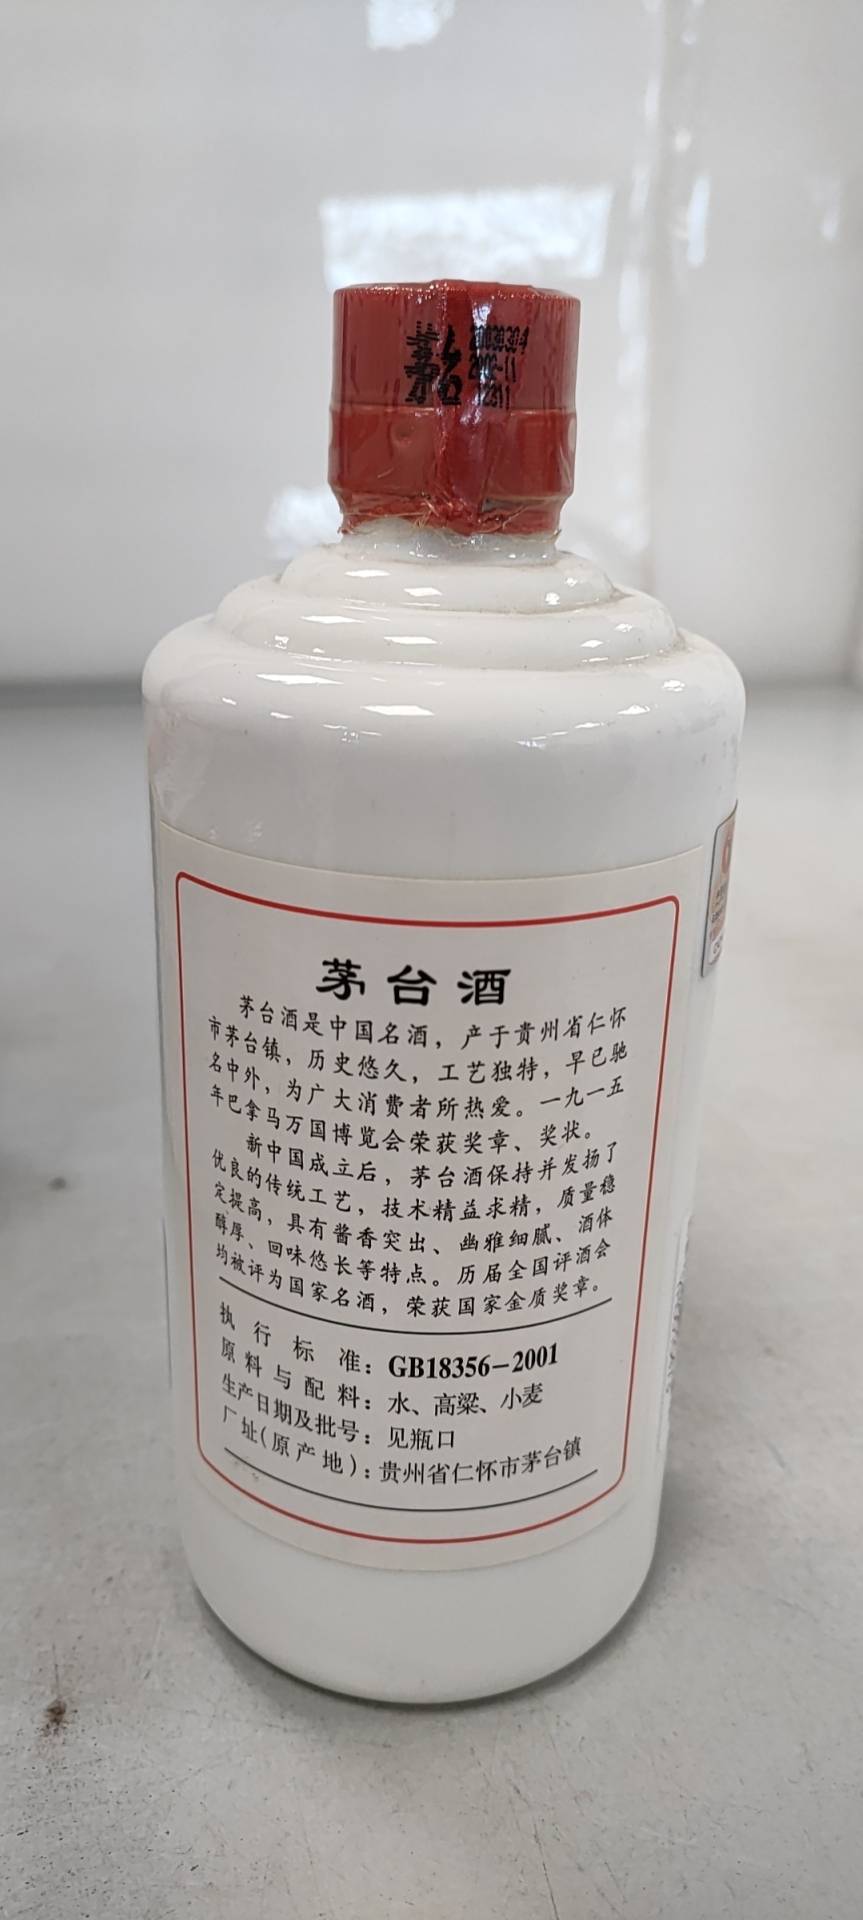 茅台酒
茅台酒是中国名酒，产于贵州省仁怀
市茅台镇，历史悠久，工艺独特，早已驰
名中外，为广大消费者所热爱。一九一五
年巴拿马万国博览会荣获奖章、奖状。
新中国成立后，茅台酒保持并发扬了
优良的传统工艺，技术精益求精，质量稳
定提高，具有酱香突出、幽雅细腻、酒体
醇厚、回味悠长等特点。历届全国评酒会
均被评为国家名酒，荣获国家金质奖章。
执行标准：GB18356-2001
原料与配料：水、高粱、小麦
生产日期及批号：见瓶口
厂址(原产地)：贵州省仁怀市茅台镇